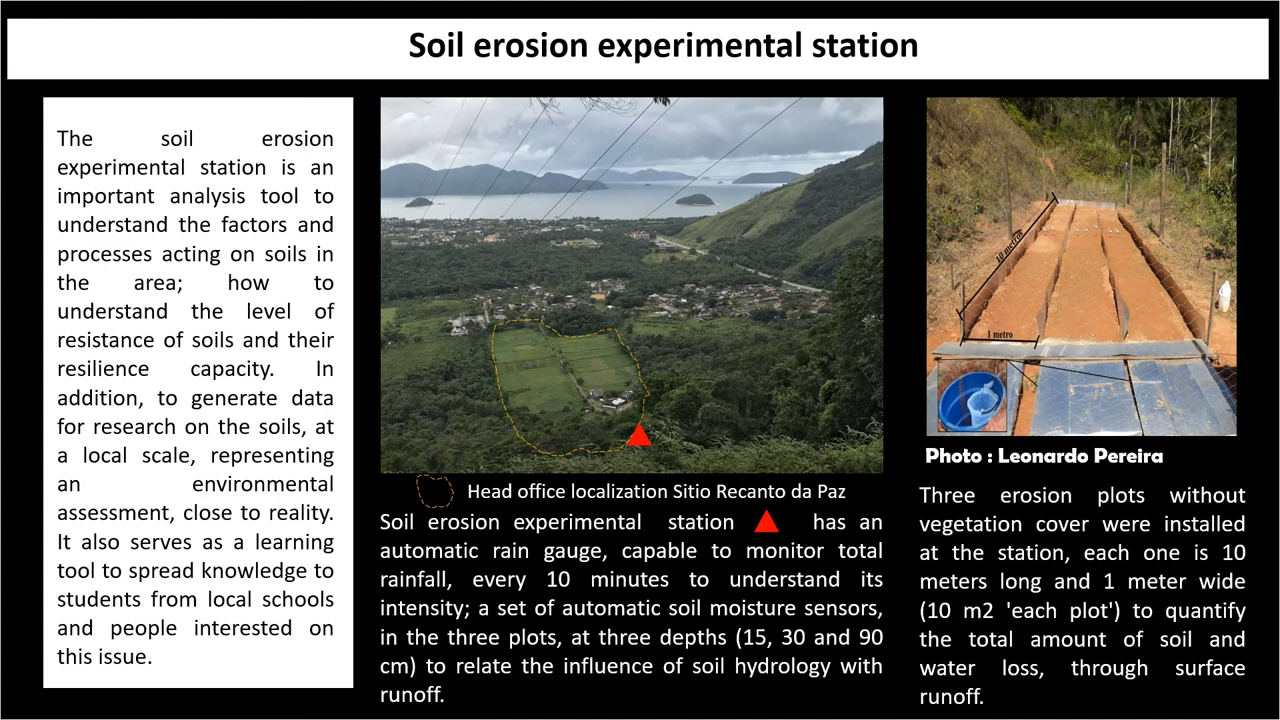 Soil erosion experimental station
The soil erosion
experimental station is an
important analysis tool to
understand the factors and
processes acting on soils in
the area; how to
understand the level of
resistance of soils and their
resilience capacity. In
addition, to generate data
for research on the soils, at
a local scale, representing
an environmental
assessment, close to reality.
It also serves as a learning
tool to spread knowledge to
students from local schools
and people interested on
this issue.
Head office localization Sitio Recanto da Paz
Soil erosion experimental station has an
automatic rain gauge, capable to monitor total
rainfall, every 10 minutes to understand its
intensity; a set of automatic soil moisture sensors,
in the three plots, at three depths (15, 30 and 90
cm) to relate the influence of soil hydrology with
runoff.
10 metros
1 metro
Photo : Leonardo Pereira
Three erosion plots without
vegetation cover were installed
at the station, each one is 10
meters long and 1 meter wide
(10 m2 'each plot') to quantify
the total amount of soil and
water loss, through surface
runoff.